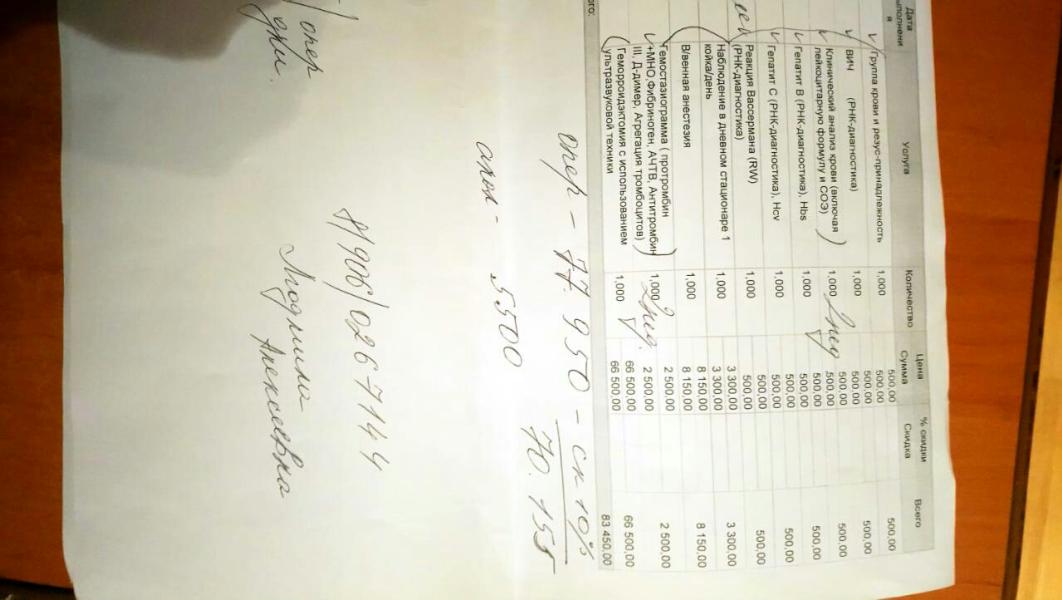 Дата выполнени я Услуга Количество Цена Сумма % скидки Скидка Всего
Группа крови и резус-принадлежность 1,000 500,00 500,00 500,00
ВИЧ (РНК-диагностика) 1,000 500,00 500,00 500,00
Клинический анализ крови (включая лейкоцитарную формулу и СОЭ) 1,000 500,00 500,00 500,00
Гепатит В (РНК-диагностика), Hbs 1,000 500,00 500,00 500,00
Гепатит С (РНК-диагностика), Hcv 1,000 500,00 500,00 500,00
Реакция Вассермана (RW) (РНК-диагностика) 1,000 500,00 500,00 500,00
Наблюдение в дневном стационаре 1 койка/день 1,000 3 300,00 3 300,00 3 300,00
В/венная анестезия 1,000 8 150,00 8 150,00 8 150,00
Гемостазиограмма ( протромбин +МНО,Фибриноген, АЧТВ, Антитромбин III, Д-димер, Агрегация тромбоцитов) 1,000 2 500,00 2 500,00 2 500,00
Геморроидэктомия с использованием ультразвуковой техники 1,000 66 500,00 66 500,00 66 500,00
83 450,00
опер - 77.950 - ск 10%
70.155
5500
8/906/0267144
Людмила
Алексеевна
опер